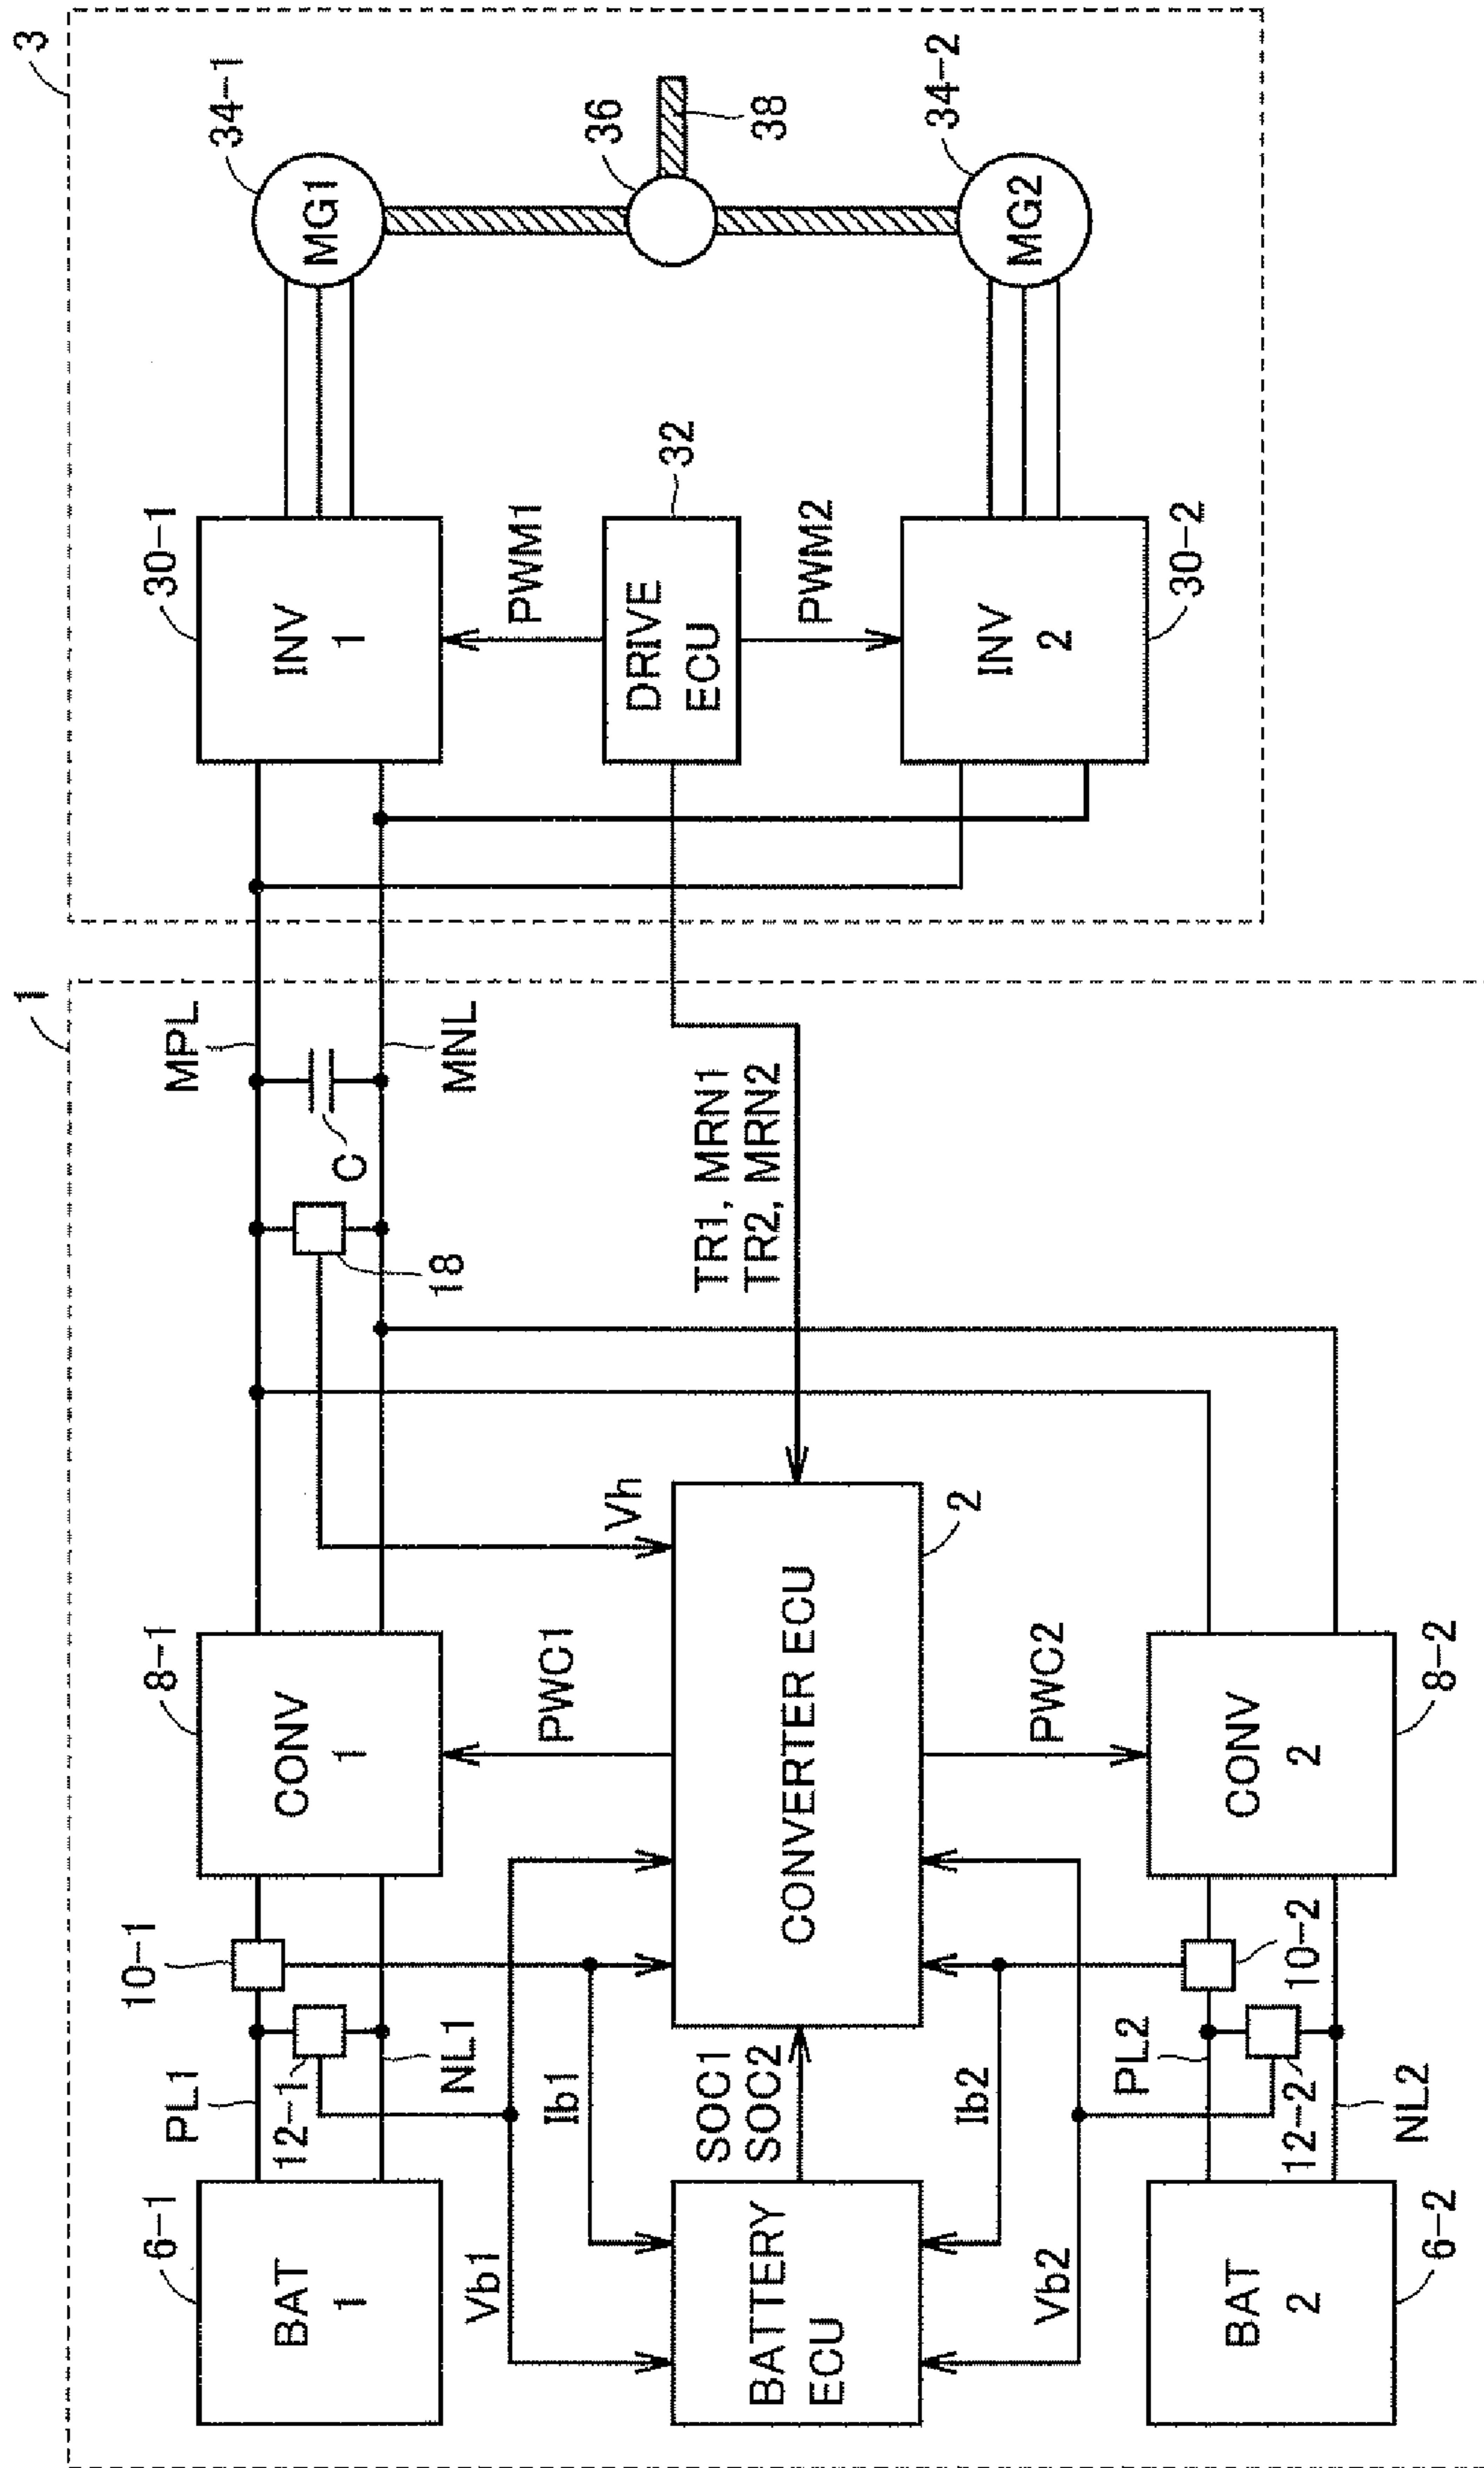 1
3
6-1
BAT
1
PL1
12-1
NL1
10-1
8-1
CONV
1
MPL
C
MNL
18
30-1
INV
1
34-1
MG1
Vb1
Ib1
PWC1
Vh
PWM1
BATTERY
ECU
SOC1
SOC2
CONVERTER ECU
2
TR1, MRN1
TR2, MRN2
DRIVE
ECU
32
36
38
Vb2
Ib2
PWC2
PWM2
6-2
BAT
2
PL2
12-2
NL2
10-2
8-2
CONV
2
30-2
INV
2
34-2
MG2